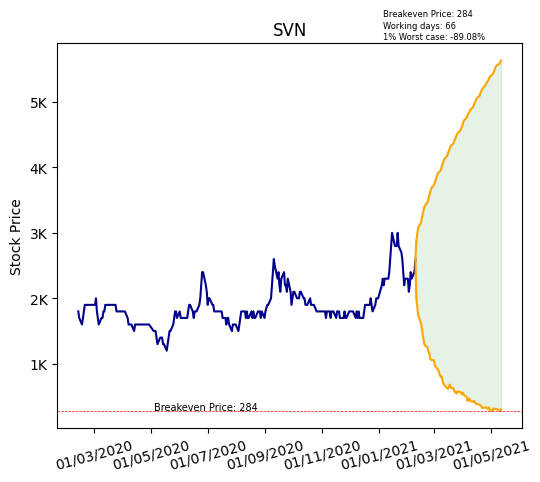 Breakeven Price: 284
Working days: 66
1% Worst case: -89.08%
SVN
Stock Price
5K
4K
3K
2K
1K
Breakeven Price: 284
01/03/2020
01/05/2020
01/07/2020
01/09/2020
01/11/2020
01/01/2021
01/03/2021
01/05/2021